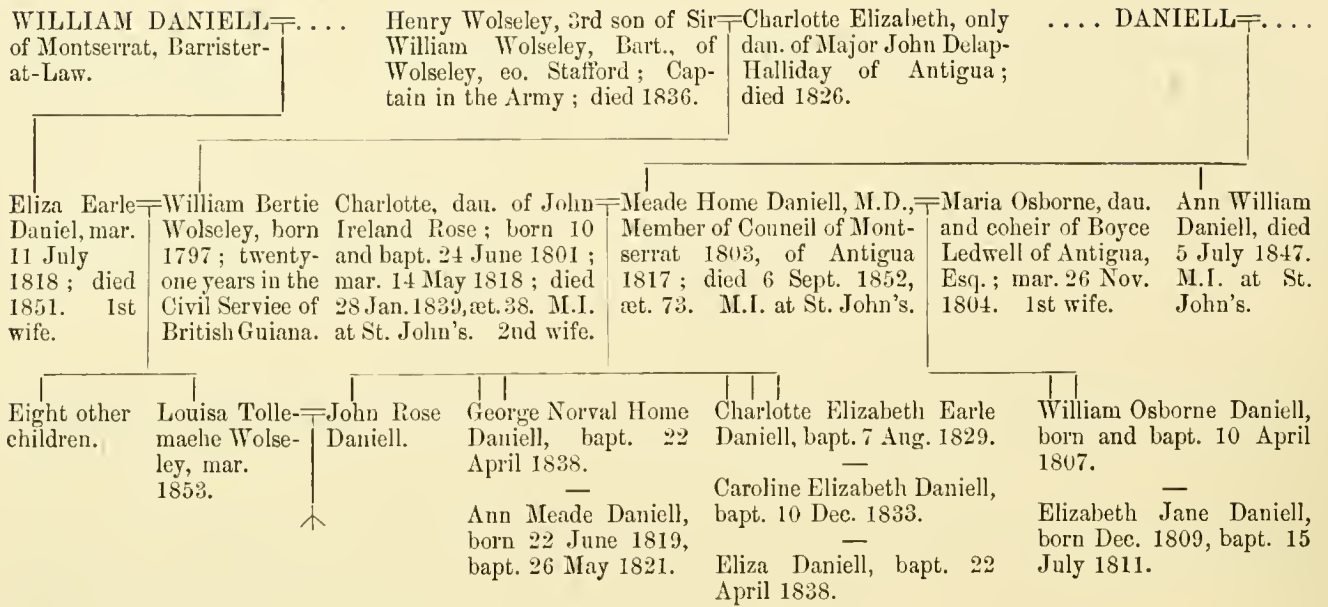 WILLIAM DANIELL=....
of Montserrat, Barrister-
at-Law.
Henry Wolseley, 3rd son of Sir=
William Wolseley, Bart., of
Wolseley, co. Stafford; Cap-
tain in the Army; died 1836.
Charlotte Elizabeth, only
dau. of Major John Delap-
Halliday of Antigua;
died 1826.
.... DANIELL=....
Eliza Earle=
Daniel, mar.
11 July
1818; died
1851. 1st
wife.
William Bertie
Wolseley, born
1797; twenty-
one years in the
Civil Service of
British Guiana.
Charlotte, dau. of John=
Ireland Rose; born 10
and bapt. 24 June 1801;
mar. 14 May 1818; died
28 Jan. 1839, æt. 38. M.I.
at St. John's. 2nd wife.
Meade Home Daniell, M.D.,=
Member of Council of Mont-
serrat 1803, of Antigua
1817; died 6 Sept. 1852,
æt. 73. M.I. at St. John's.
Maria Osborne, dau.
and coheir of Boyce
Ledwell of Antigua,
Esq.; mar. 26 Nov.
1804. 1st wife.
Ann William
Daniell, died
5 July 1847.
M.I. at St.
John's.
Eight other
children.
Louisa Tolle-=
mache Wolse-
ley, mar.
1853.
John Rose
Daniell.
George Norval Home
Daniell, bapt. 22
April 1838.
—
Ann Meade Daniell,
born 22 June 1819,
bapt. 26 May 1821.
Charlotte Elizabeth Earle
Daniell, bapt. 7 Aug. 1829.
—
Caroline Elizabeth Daniell,
bapt. 10 Dec. 1833.
—
Eliza Daniell, bapt. 22
April 1838.
William Osborne Daniell,
born and bapt. 10 April
1807.
—
Elizabeth Jane Daniell,
born Dec. 1809, bapt. 15
July 1811.